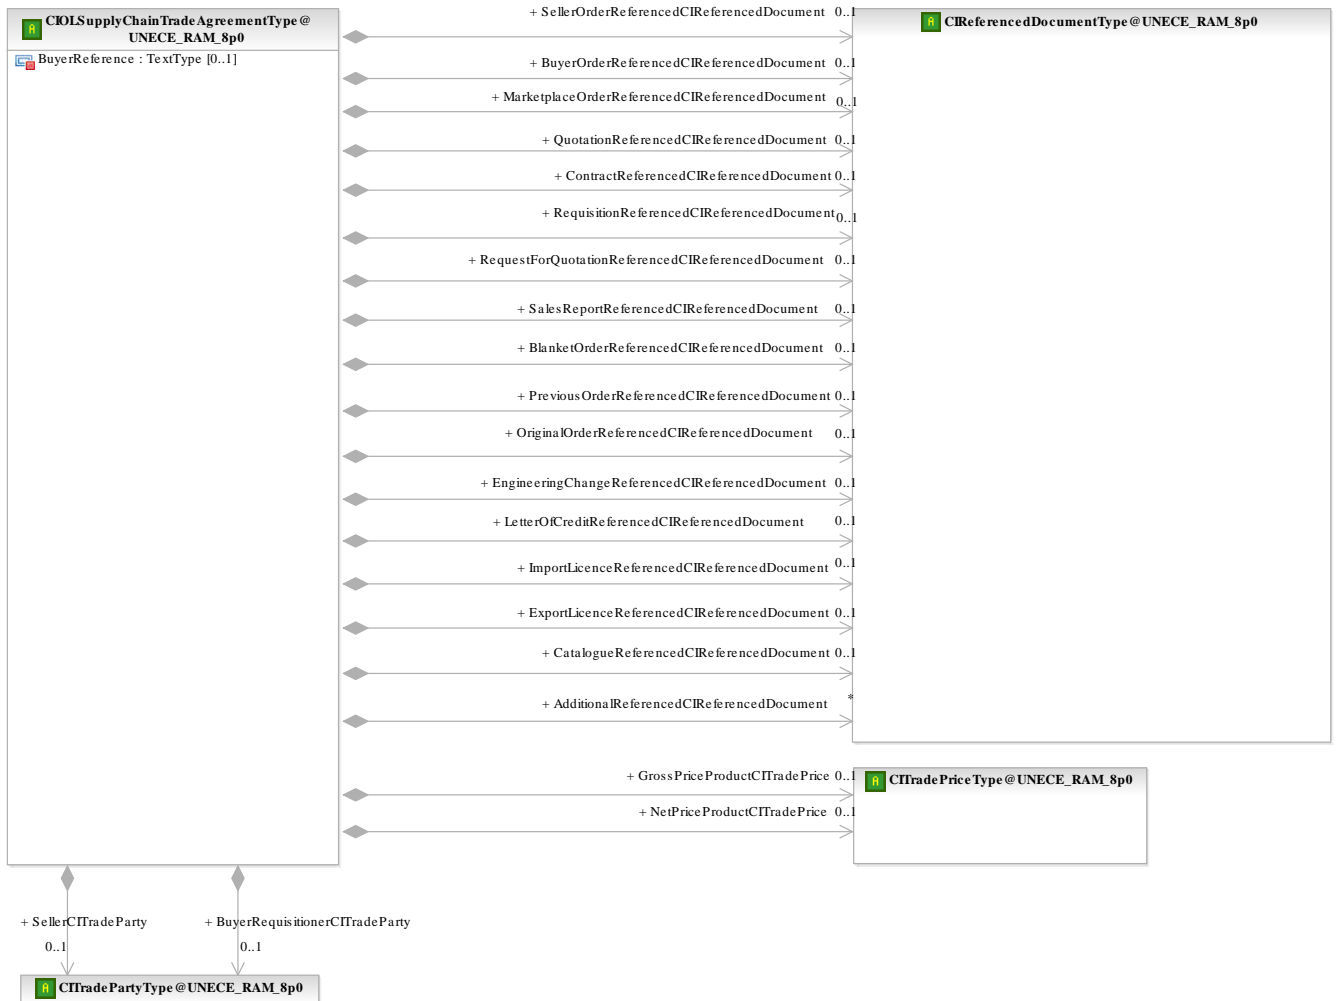 CIOLSupplyChainTradeAgreementType@
UNECE_RAM_8p0
BuyerReference : TextType [0..1]
+ SellerOrderReferencedCIReferencedDocument 0..1
CIReferencedDocumentType@UNECE_RAM_8p0
+ BuyerOrderReferencedCIReferencedDocument 0..1
+ MarketplaceOrderReferencedCIReferencedDocument 0..1
+ QuotationReferencedCIReferencedDocument 0..1
+ ContractReferencedCIReferencedDocument 0..1
+ RequisitionReferencedCIReferencedDocument 0..1
+ RequestForQuotationReferencedCIReferencedDocument 0..1
+ SalesReportReferencedCIReferencedDocument 0..1
+ BlanketOrderReferencedCIReferencedDocument 0..1
+ PreviousOrderReferencedCIReferencedDocument 0..1
+ OriginalOrderReferencedCIReferencedDocument 0..1
+ EngineeringChangeReferencedCIReferencedDocument 0..1
+ LetterOfCreditReferencedCIReferencedDocument 0..1
+ ImportLicenceReferencedCIReferencedDocument 0..1
+ ExportLicenceReferencedCIReferencedDocument 0..1
+ CatalogueReferencedCIReferencedDocument 0..1
+ AdditionalReferencedCIReferencedDocument *
+ GrossPriceProductCITradePrice 0..1
CITradePriceType@UNECE_RAM_8p0
+ NetPriceProductCITradePrice 0..1
+ SellerCITradeParty
0..1
+ BuyerRequisitionerCITradeParty
0..1
CITradePartyType@UNECE_RAM_8p0